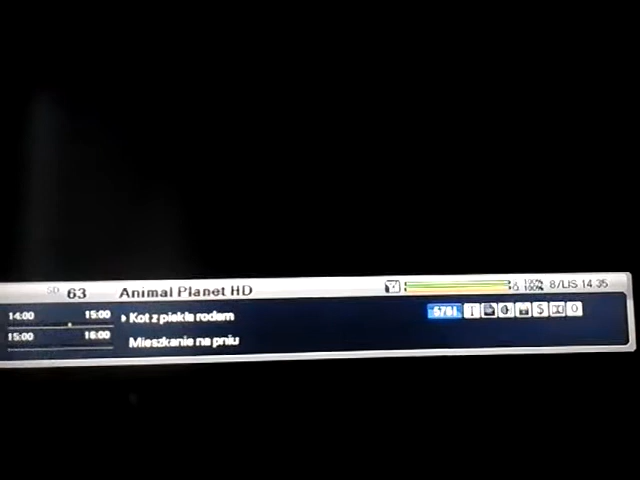 SD 63 Animal Planet HD 100% 100% 8/LIS 14:35
14:00 15:00 Kot z piekła rodem 576i $
15:00 16:00 Mieszkanie na pniu